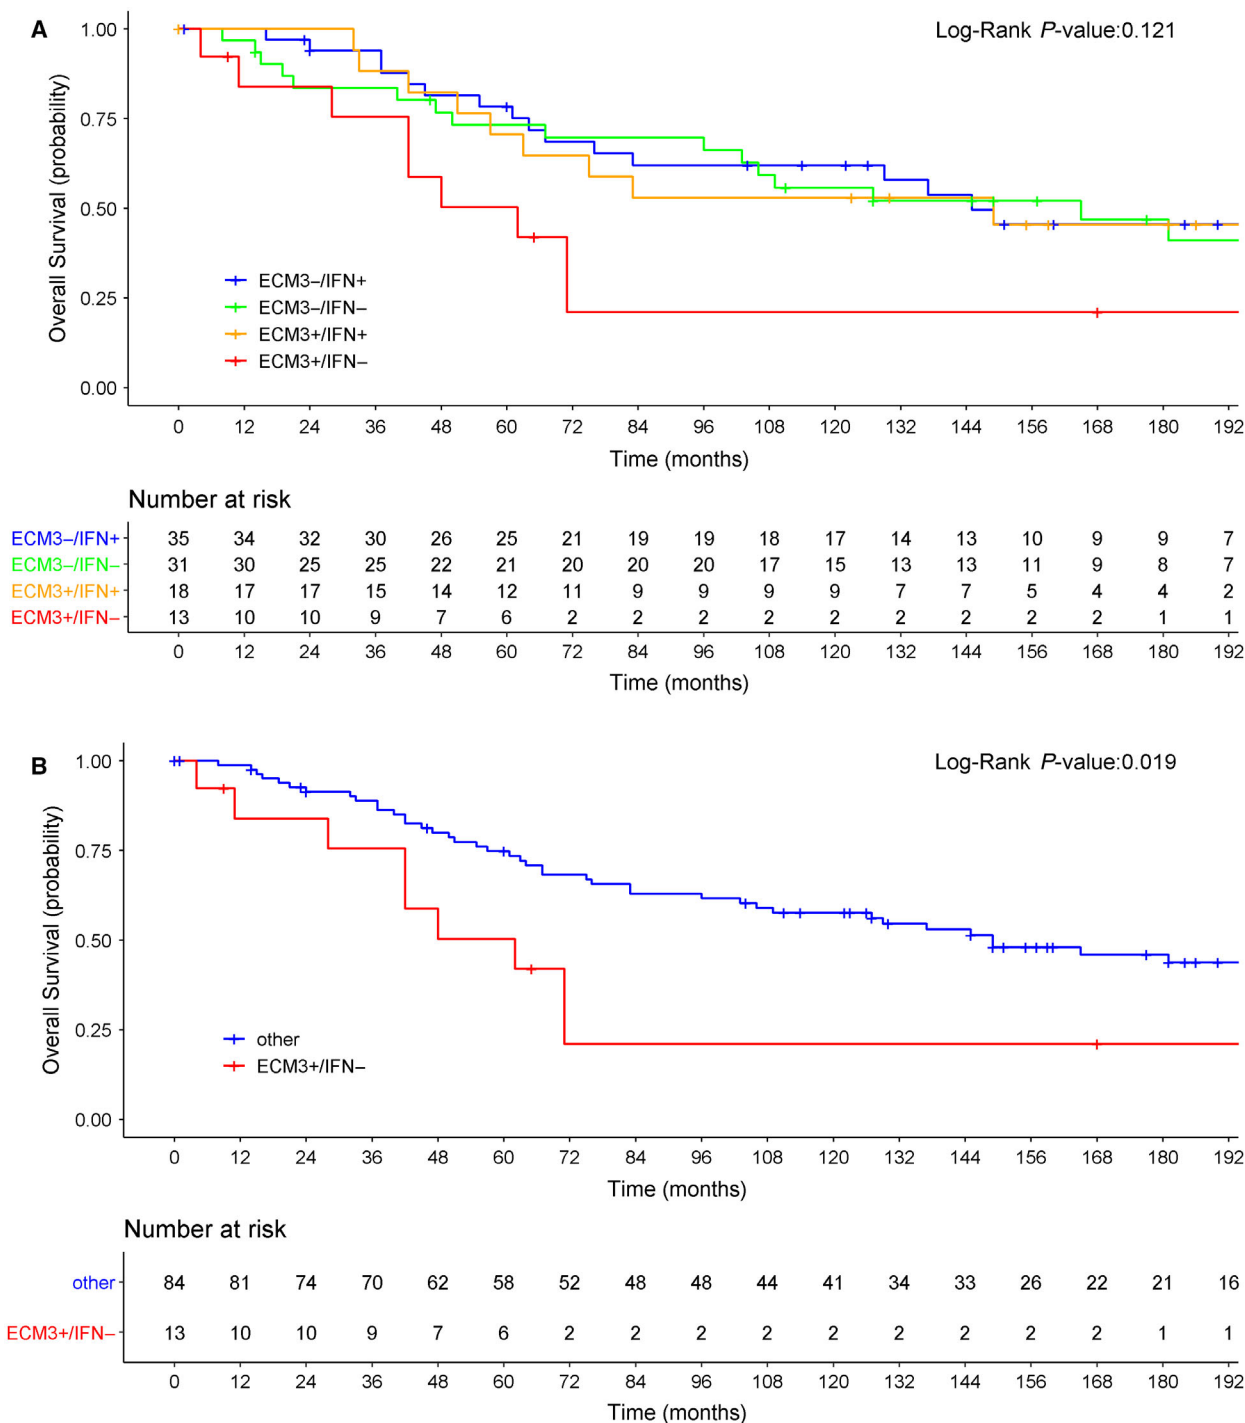 A
Log-Rank P-value:0.121
1.00
0.75
0.50
0.25
0.00
Overall Survival (probability)
ECM3–/IFN+
ECM3–/IFN–
ECM3+/IFN+
ECM3+/IFN–
0 12 24 36 48 60 72 84 96 108 120 132 144 156 168 180 192
Time (months)
Number at risk
ECM3–/IFN+ 35 34 32 30 26 25 21 19 19 18 17 14 13 10 9 9 7
ECM3–/IFN– 31 30 25 25 22 21 20 20 20 17 15 13 13 11 9 8 7
ECM3+/IFN+ 18 17 17 15 14 12 11 9 9 9 9 7 7 5 4 4 2
ECM3+/IFN– 13 10 10 9 7 6 2 2 2 2 2 2 2 2 2 1 1
0 12 24 36 48 60 72 84 96 108 120 132 144 156 168 180 192
Time (months)
B
Log-Rank P-value:0.019
1.00
0.75
0.50
0.25
0.00
Overall Survival (probability)
other
ECM3+/IFN–
0 12 24 36 48 60 72 84 96 108 120 132 144 156 168 180 192
Time (months)
Number at risk
other 84 81 74 70 62 58 52 48 48 44 41 34 33 26 22 21 16
ECM3+/IFN– 13 10 10 9 7 6 2 2 2 2 2 2 2 2 2 1 1
0 12 24 36 48 60 72 84 96 108 120 132 144 156 168 180 192
Time (months)